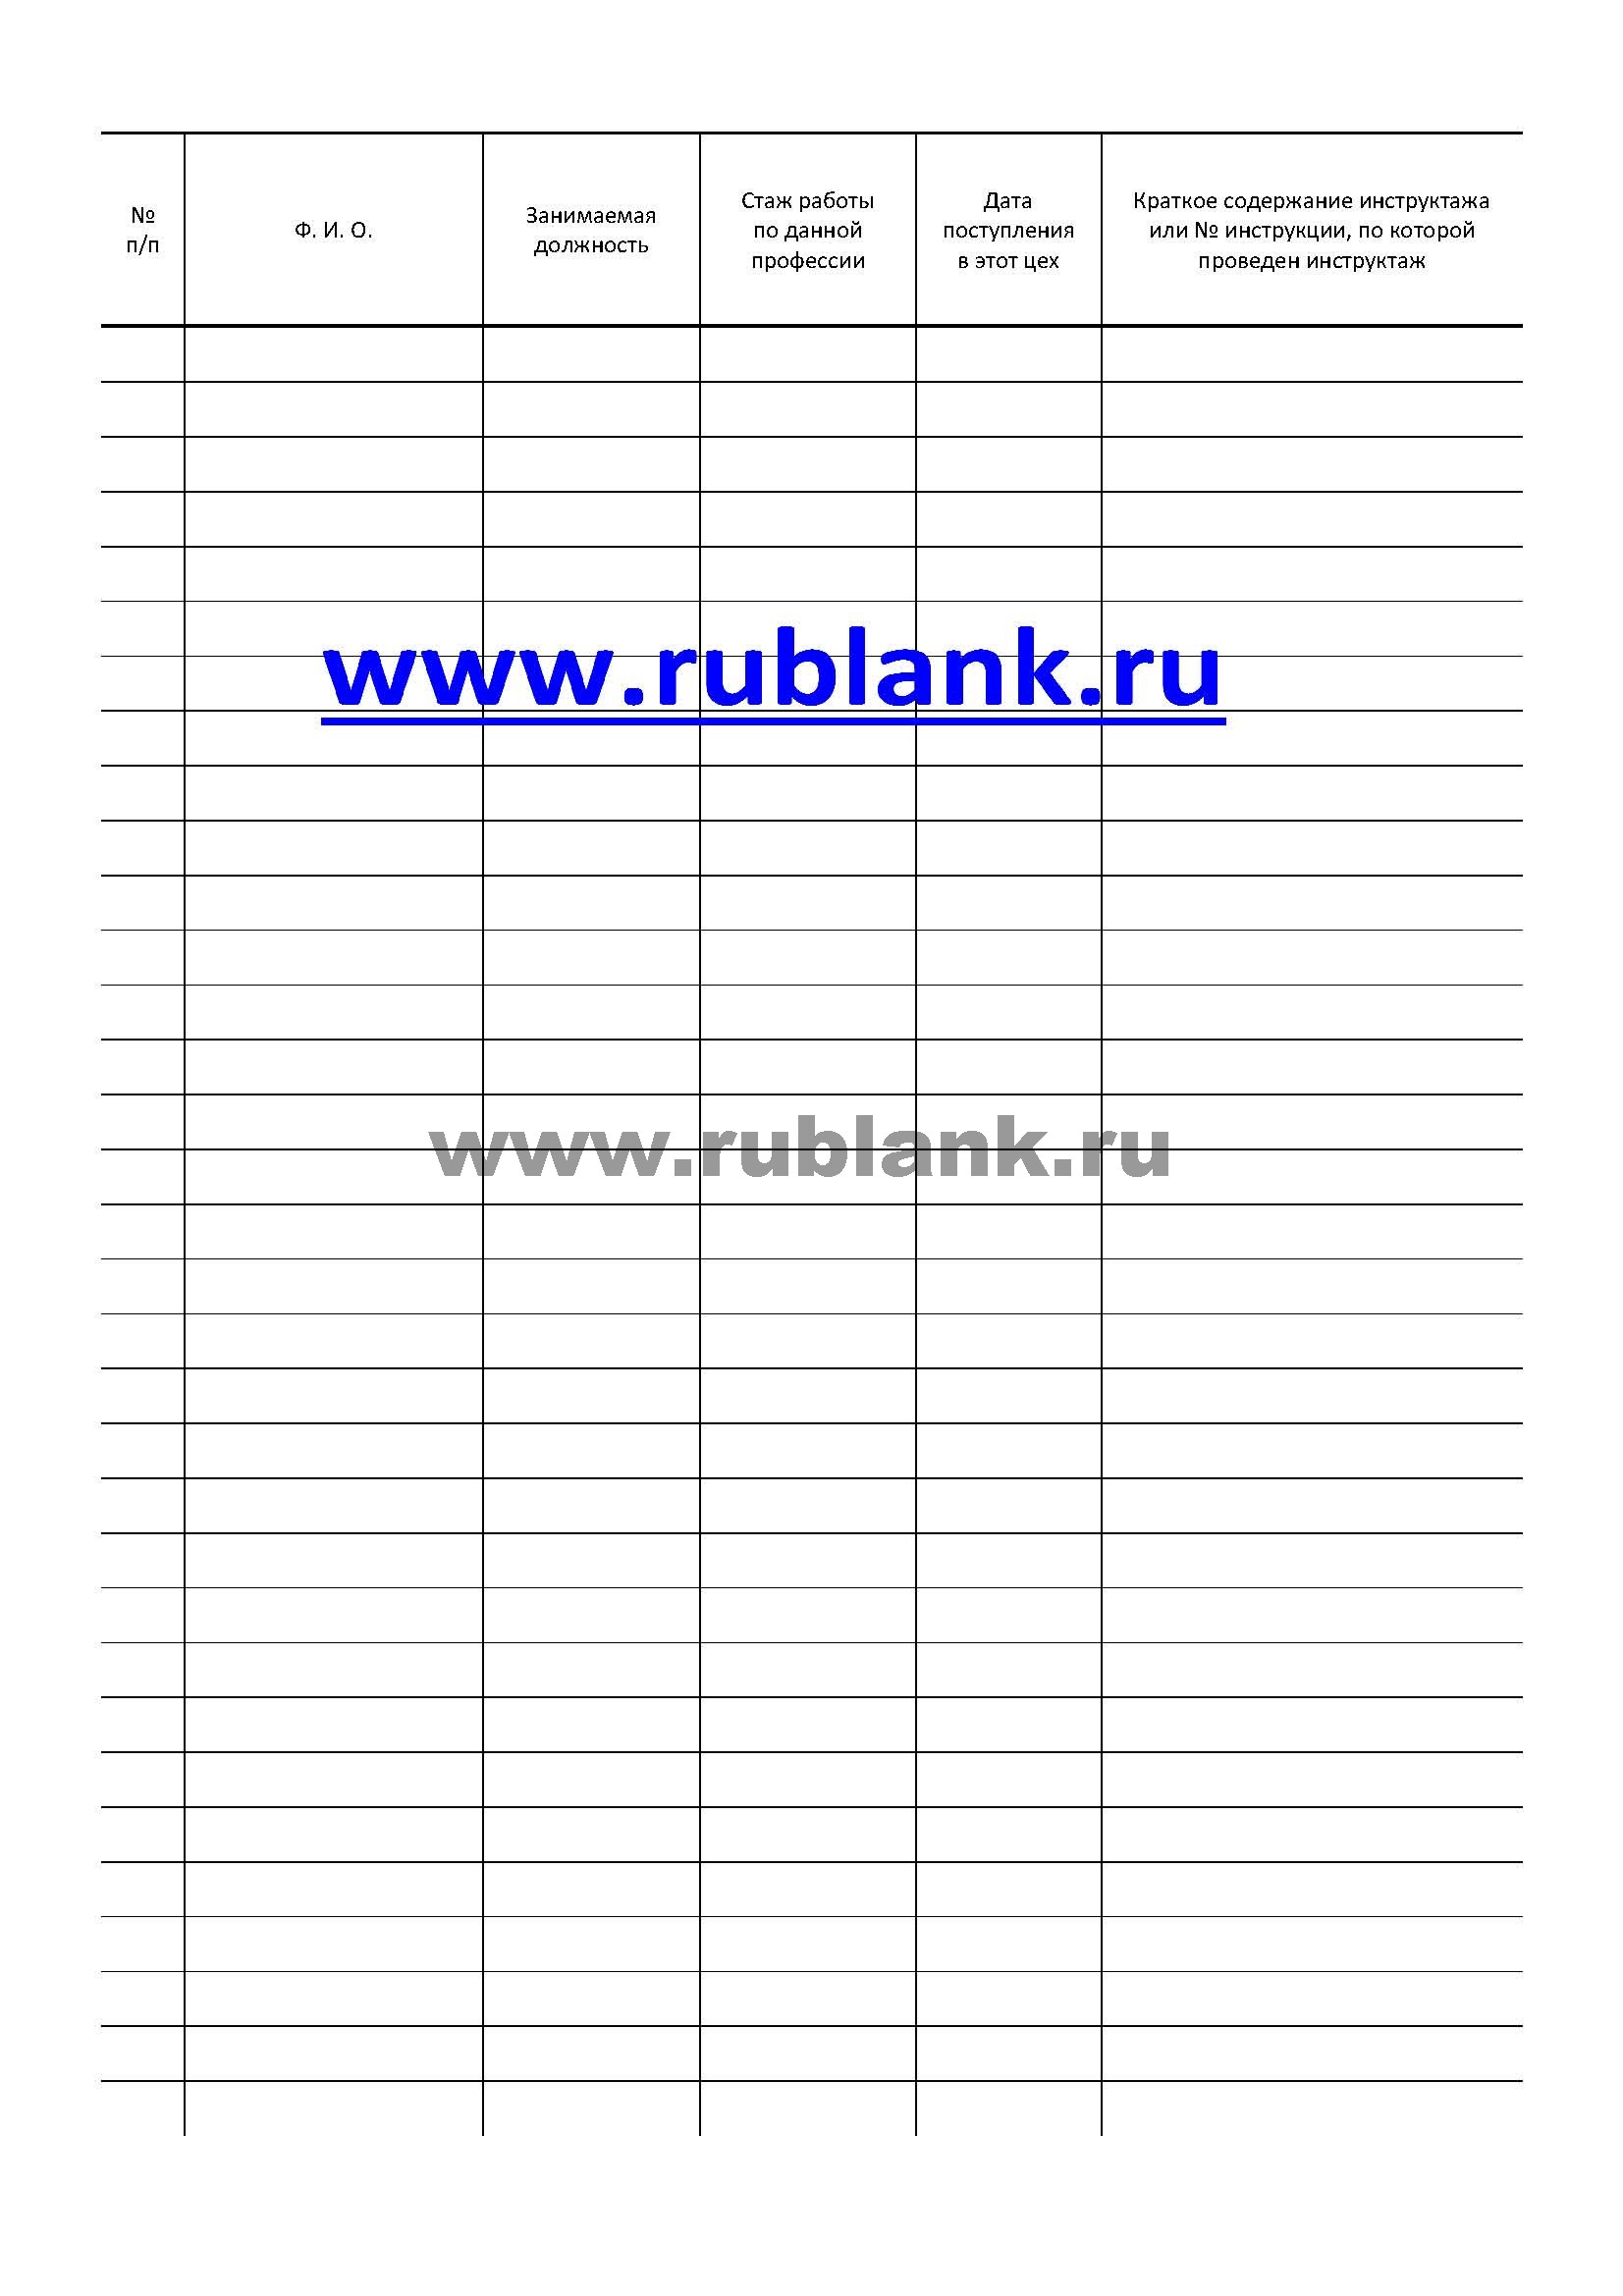 №
п/п
Ф. И. О.
Занимаемая
должность
Стаж работы
по данной
профессии
Дата
поступления
в этот цех
Краткое содержание инструктажа
или № инструкции, по которой
проведен инструктаж
www.rublank.ru
www.rublank.ru